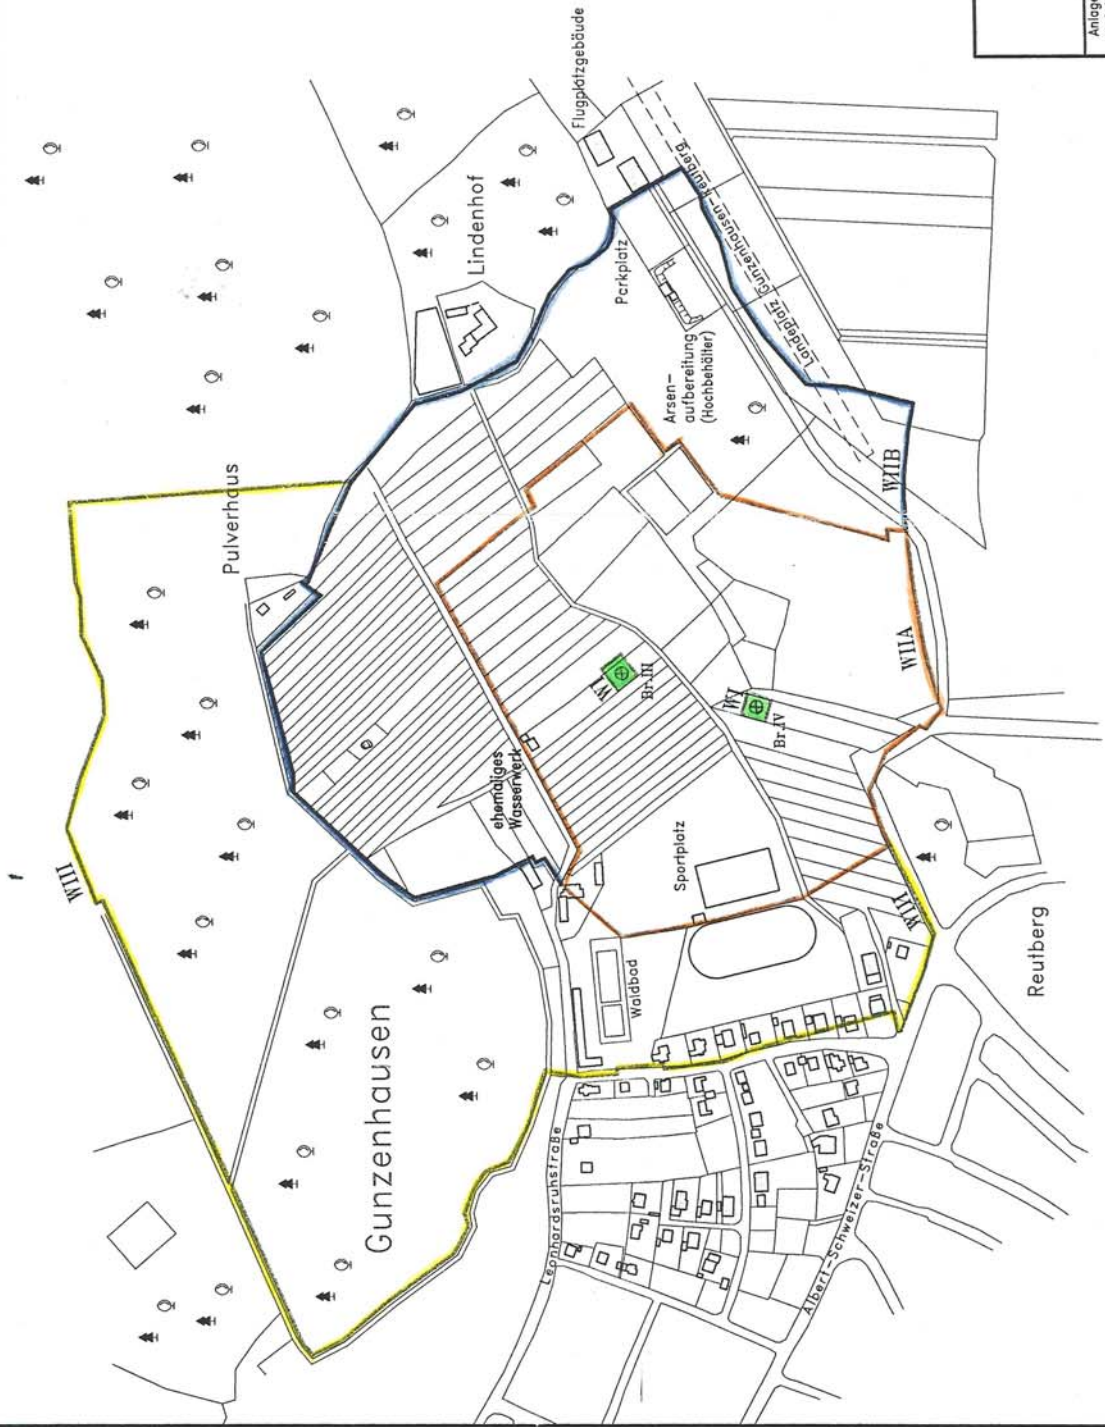 Anlage
Flugplatzgebäude
Lindenhof
Pulverhaus
Parkplatz
Landeplatz Gunzenhausen-Reutberg
Arsen-
aufbereitung
(Hochbehälter)
WIIB
WIII
WIIA
WI
Br.III
WI
Br.IV
ehemaliges
Wasserwerk
Sportplatz
WIII
Waldbad
Gunzenhausen
Reutberg
Leonhardsruhstraße
Albert-Schweizer-Straße